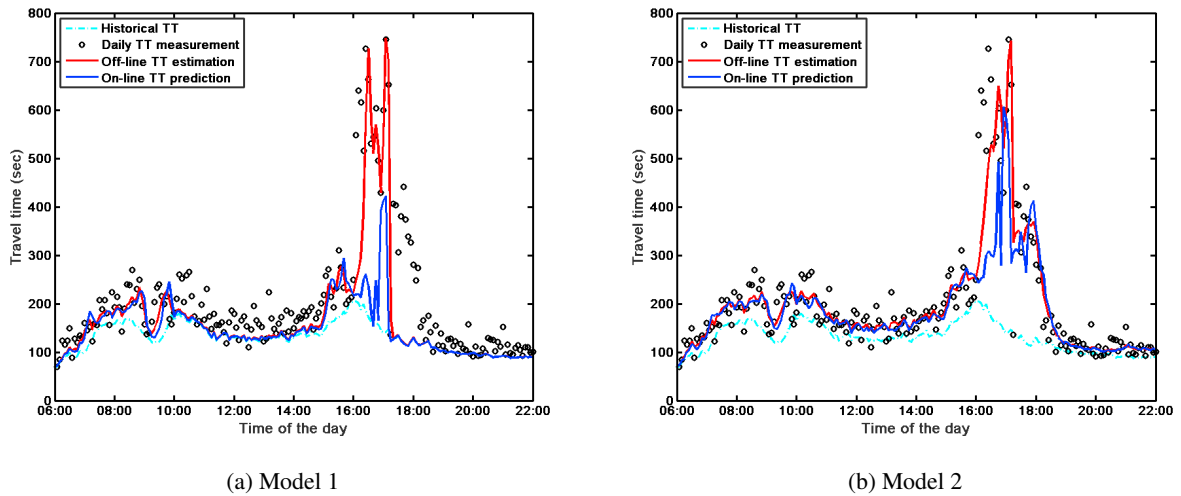 800
700
600
500
400
300
200
100
0
Travel time (sec)
Historical TT
Daily TT measurement
Off-line TT estimation
On-line TT prediction
06:00 08:00 10:00 12:00 14:00 16:00 18:00 20:00 22:00
Time of the day
(a) Model 1
800
700
600
500
400
300
200
100
0
Travel time (sec)
Historical TT
Daily TT measurement
Off-line TT estimation
On-line TT prediction
06:00 08:00 10:00 12:00 14:00 16:00 18:00 20:00 22:00
Time of the day
(b) Model 2